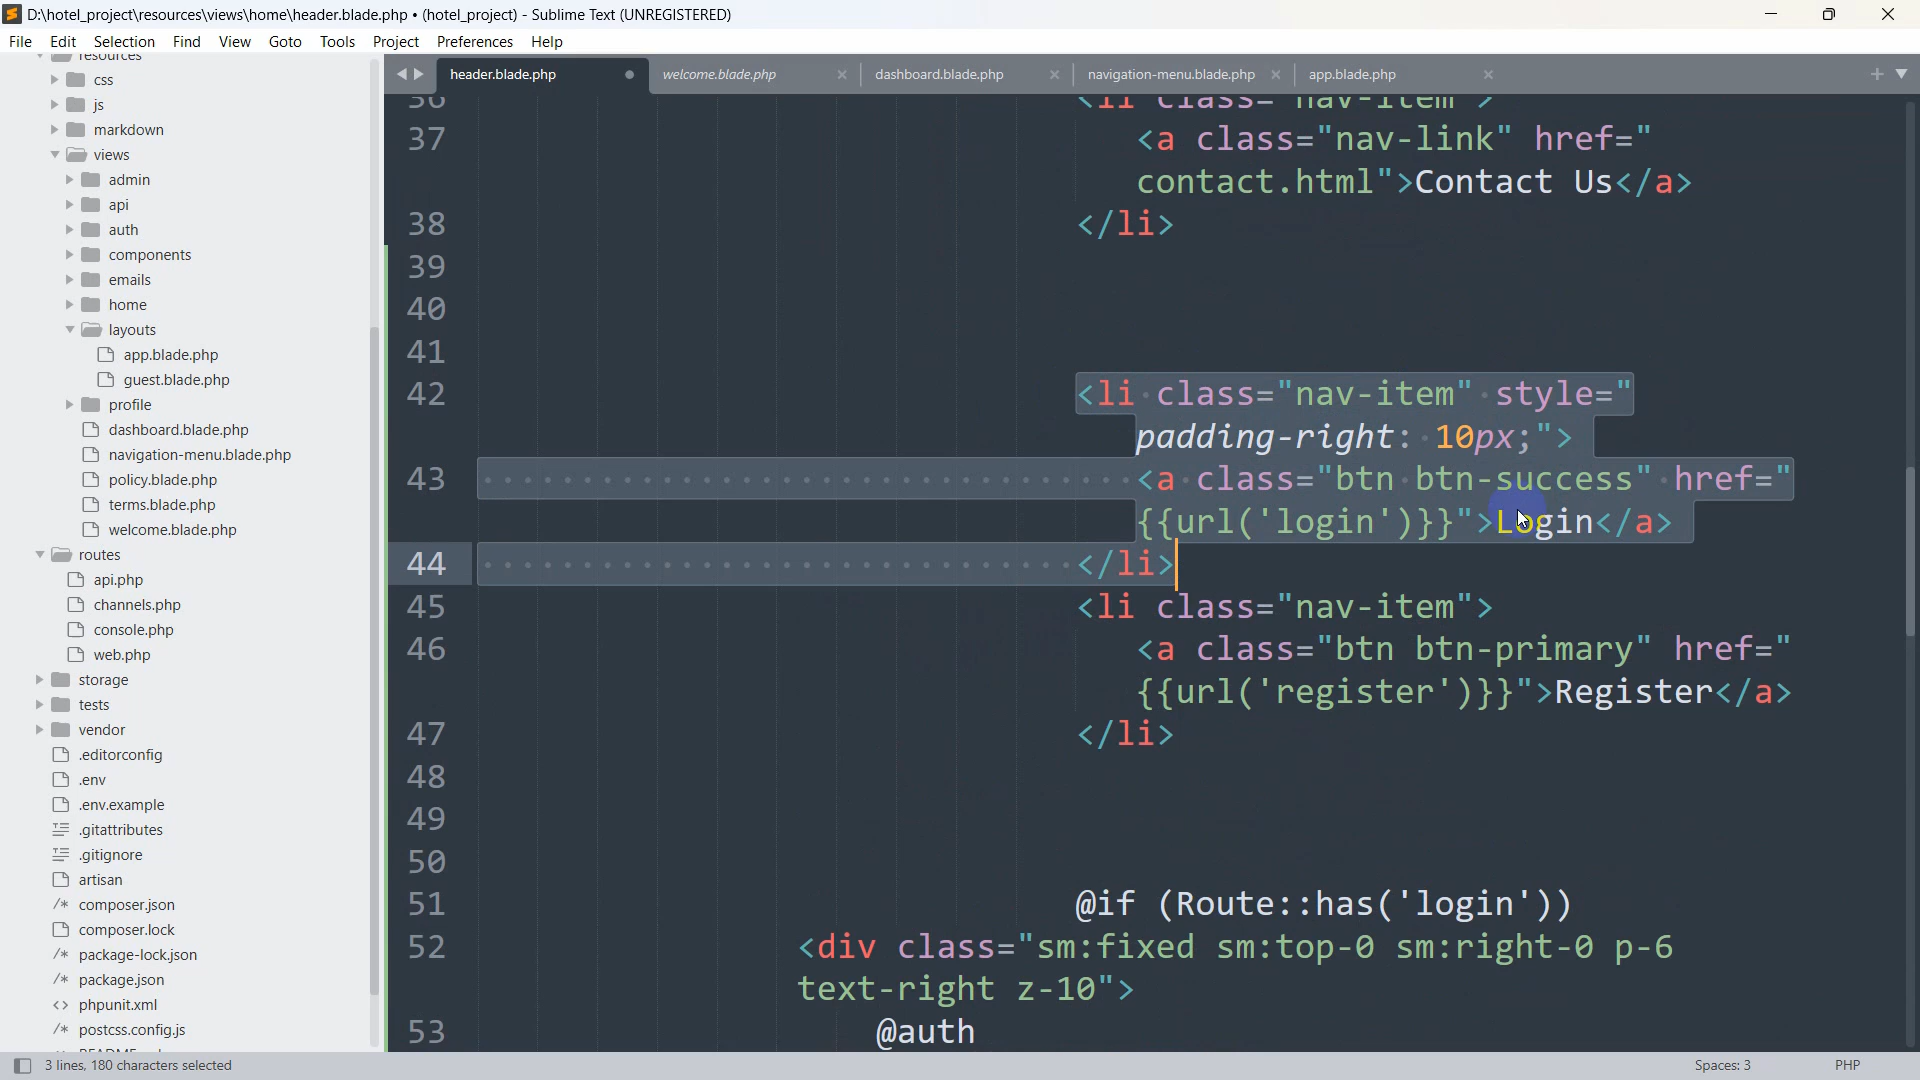 D:\hotel_project\resources\views\home\header.blade.php • (hotel_project) - Sublime Text (UNREGISTERED)
File Edit Selection Find View Goto Tools Project Preferences Help
resources
css
js
markdown
views
admin
api
auth
components
emails
home
layouts
app.blade.php
guest.blade.php
profile
dashboard.blade.php
navigation-menu.blade.php
policy.blade.php
terms.blade.php
welcome.blade.php
routes
api.php
channels.php
console.php
web.php
storage
tests
vendor
.editorconfig
.env
.env.example
.gitattributes
.gitignore
artisan
composer.json
composer.lock
package-lock.json
package.json
phpunit.xml
postcss.config.js
header.blade.php welcome.blade.php dashboard.blade.php navigation-menu.blade.php app.blade.php
36 <li class="nav-item">
37 <a class="nav-link" href="
contact.html">Contact Us</a>
38 </li>
39
40
41
42 <li class="nav-item" style="
padding-right: 10px;">
43 <a class="btn btn-success" href="
{{url('login')}}">Login</a>
44 </li>
45 <li class="nav-item">
46 <a class="btn btn-primary" href="
{{url('register')}}">Register</a>
47 </li>
48
49
50
51 @if (Route::has('login'))
52 <div class="sm:fixed sm:top-0 sm:right-0 p-6
text-right z-10">
53 @auth
3 lines, 180 characters selected
Spaces: 3 PHP